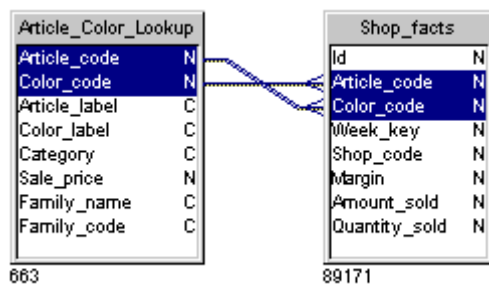 Article_Color_Lookup
Article_code N
Color_code N
Article_label C
Color_label C
Category C
Sale_price N
Family_name C
Family_code C
663
Shop_facts
Id N
Article_code N
Color_code N
Week_key N
Shop_code N
Margin N
Amount_sold N
Quantity_sold N
89171